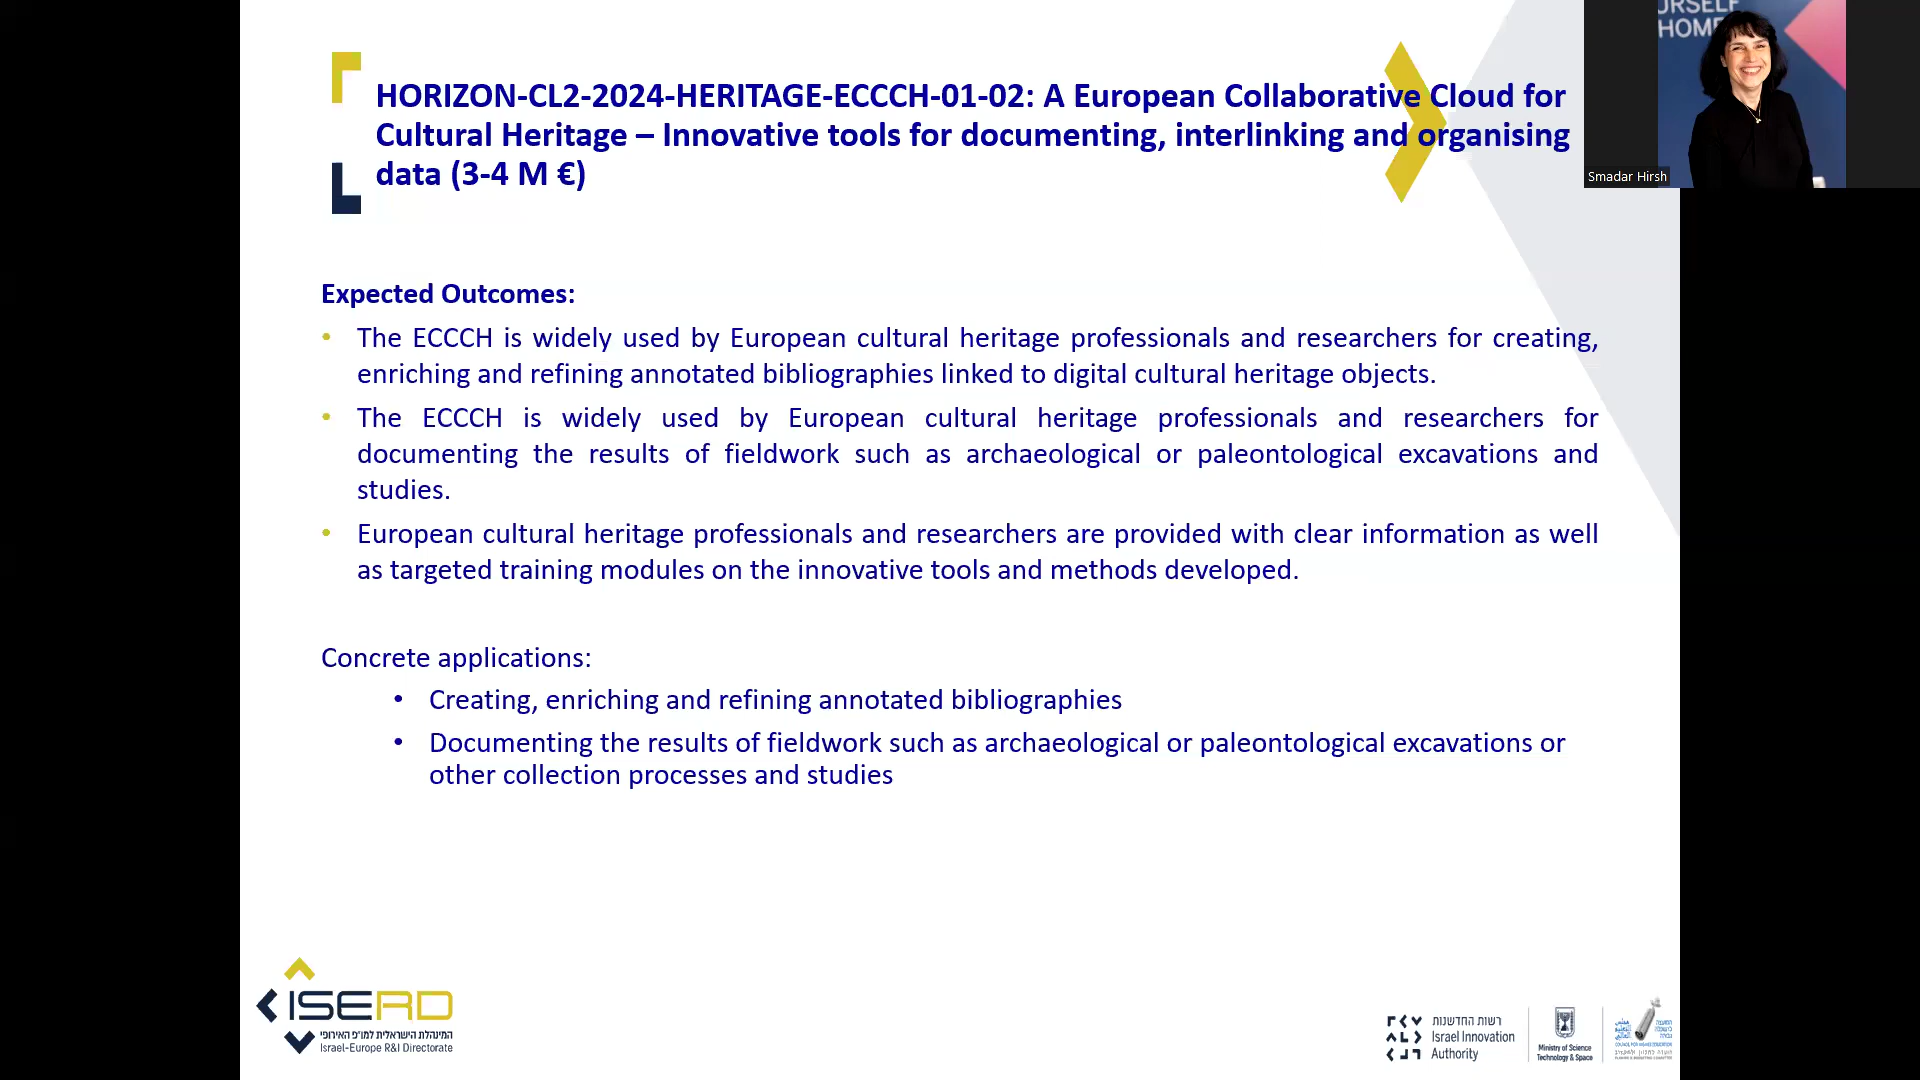 HORIZON-CL2-2024-HERITAGE-ECCCH-01-02: A European Collaborative Cloud for
Cultural Heritage – Innovative tools for documenting, interlinking and organising
data (3-4 M €)
URSELF
HOME
Smadar Hirsh
Expected Outcomes:
• The ECCCH is widely used by European cultural heritage professionals and researchers for creating,
enriching and refining annotated bibliographies linked to digital cultural heritage objects.
• The ECCCH is widely used by European cultural heritage professionals and researchers for
documenting the results of fieldwork such as archaeological or paleontological excavations and
studies.
• European cultural heritage professionals and researchers are provided with clear information as well
as targeted training modules on the innovative tools and methods developed.
Concrete applications:
• Creating, enriching and refining annotated bibliographies
• Documenting the results of fieldwork such as archaeological or paleontological excavations or
other collection processes and studies
ISERD
המינהלת הישראלית למו״פ האירופי
Israel-Europe R&I Directorate
רשות החדשנות
Israel Innovation
Authority
Ministry of Science
Technology & Space